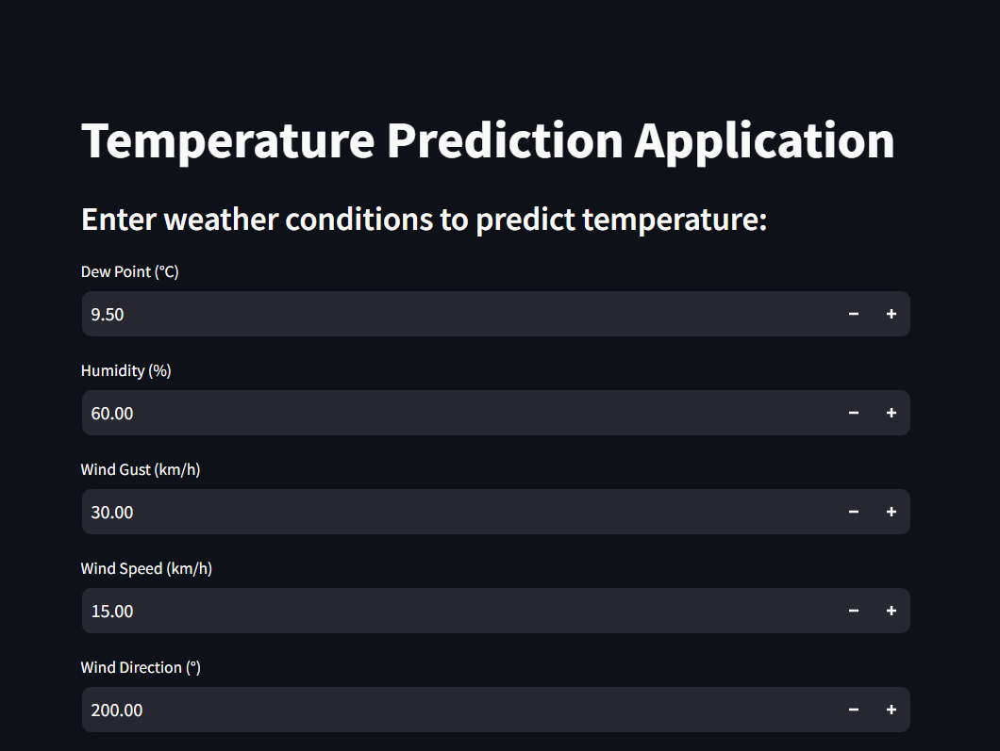 Temperature Prediction Application
Enter weather conditions to predict temperature:
Dew Point (°C)
9.50
Humidity (%)
60.00
Wind Gust (km/h)
30.00
Wind Speed (km/h)
15.00
Wind Direction (°)
200.00